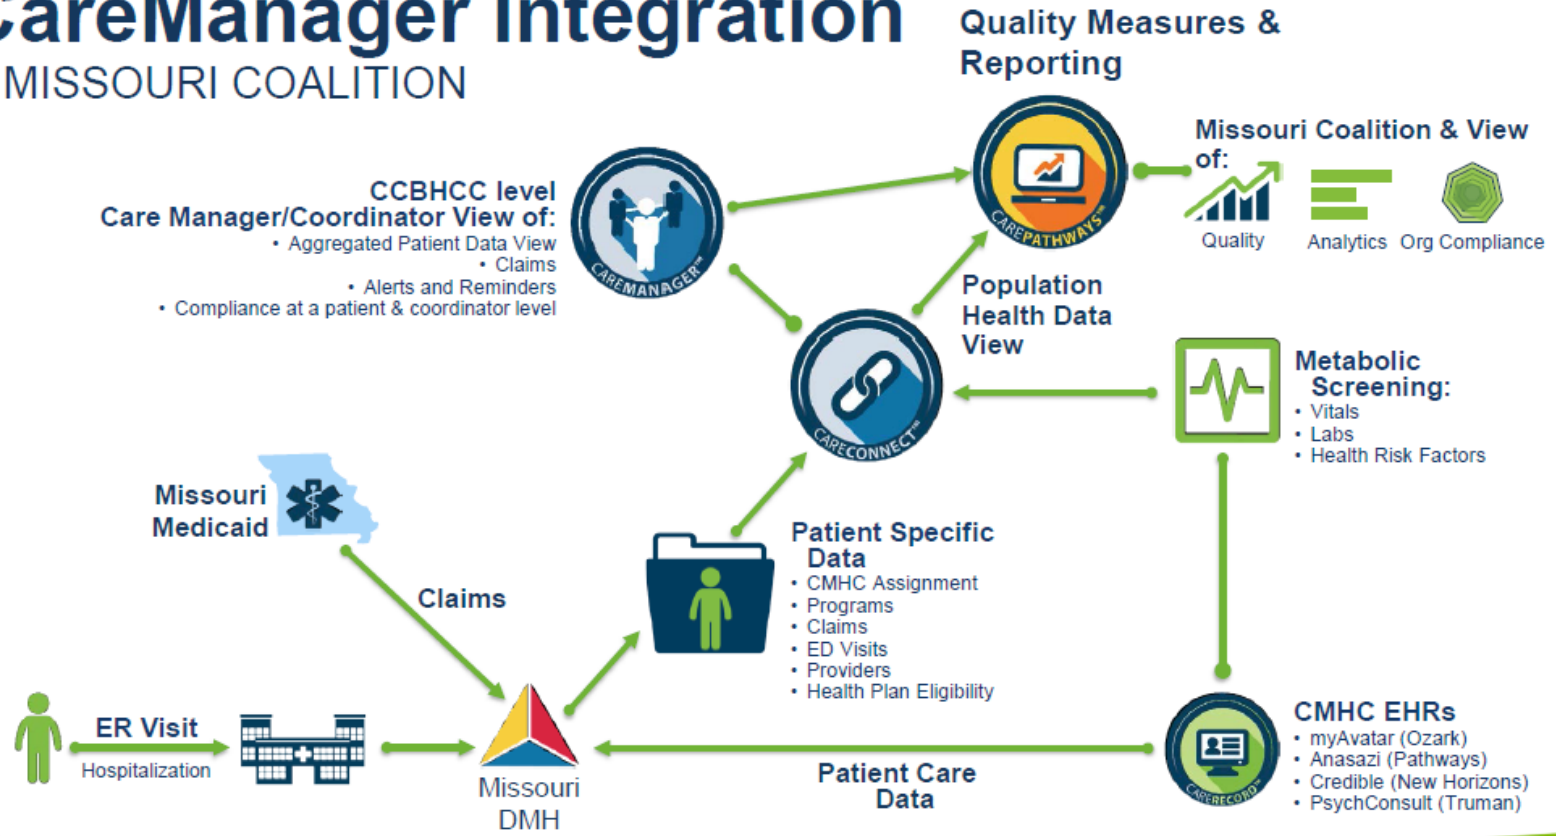 CareManager Integration
MISSOURI COALITION
Quality Measures &
Reporting
CAREPATHWAYS™
Missouri Coalition & View
of:
Quality
Analytics
Org Compliance
CCBHCC level
Care Manager/Coordinator View of:
• Aggregated Patient Data View
• Claims
• Alerts and Reminders
• Compliance at a patient & coordinator level
CAREMANAGER™
Population
Health Data
View
CARECONNECT™
Metabolic
Screening:
• Vitals
• Labs
• Health Risk Factors
Missouri
Medicaid
Claims
Patient Specific
Data
• CMHC Assignment
• Programs
• Claims
• ED Visits
• Providers
• Health Plan Eligibility
ER Visit
Hospitalization
Missouri
DMH
Patient Care
Data
CARERECORD™
CMHC EHRs
• myAvatar (Ozark)
• Anasazi (Pathways)
• Credible (New Horizons)
• PsychConsult (Truman)